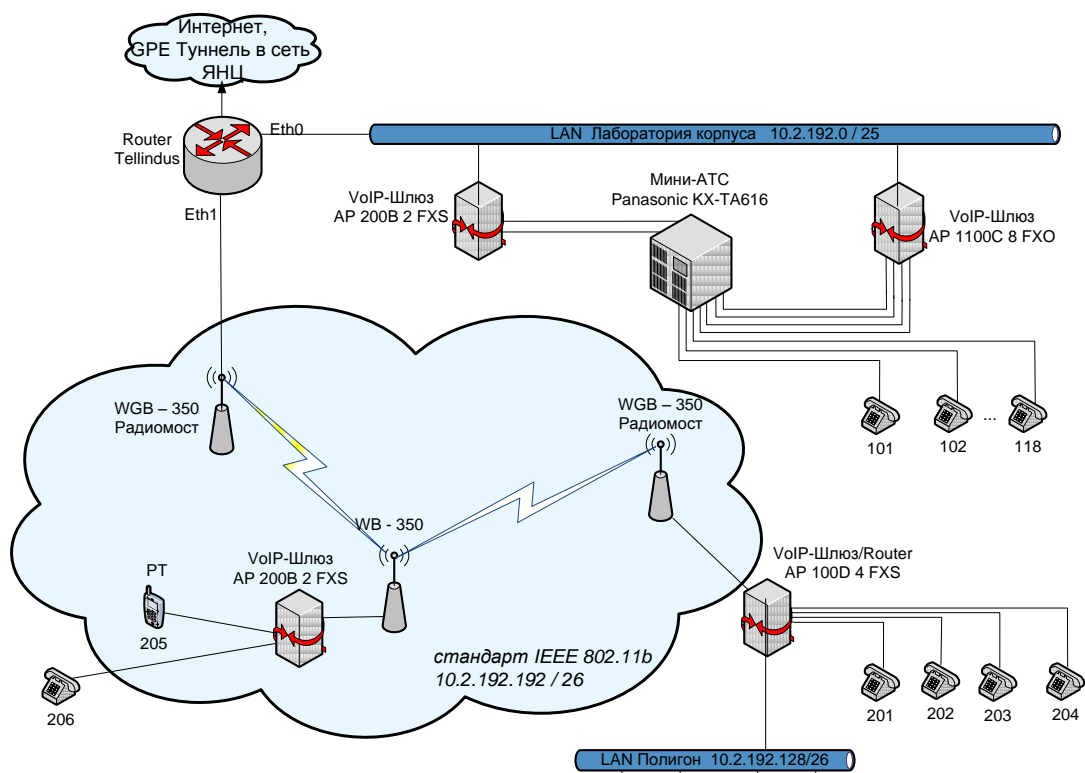 Интернет,
GPE Туннель в сеть
ЯНЦ
Router
Tellindus
Eth0
Eth1
LAN Лаборатория корпуса 10.2.192.0 / 25
VoIP-Шлюз
AP 200B 2 FXS
Мини-АТС
Panasonic KX-TA616
VoIP-Шлюз
AP 1100C 8 FXO
101
102
...
118
WGB – 350
Радиомост
WGB – 350
Радиомост
WB - 350
VoIP-Шлюз
AP 200B 2 FXS
PT
205
206
стандарт IEEE 802.11b
10.2.192.192 / 26
VoIP-Шлюз/Router
AP 100D 4 FXS
201
202
203
204
LAN Полигон 10.2.192.128/26